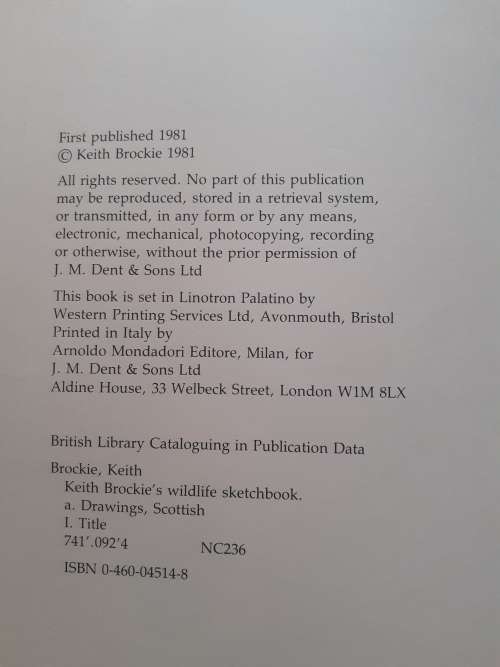 First published 1981
© Keith Brockie 1981
All rights reserved. No part of this publication
may be reproduced, stored in a retrieval system,
or transmitted, in any form or by any means,
electronic, mechanical, photocopying, recording
or otherwise, without the prior permission of
J. M. Dent & Sons Ltd
This book is set in Linotron Palatino by
Western Printing Services Ltd, Avonmouth, Bristol
Printed in Italy by
Arnoldo Mondadori Editore, Milan, for
J. M. Dent & Sons Ltd
Aldine House, 33 Welbeck Street, London W1M 8LX
British Library Cataloguing in Publication Data
Brockie, Keith
Keith Brockie's wildlife sketchbook.
a. Drawings, Scottish
I. Title
741'.092'4 NC236
ISBN 0-460-04514-8